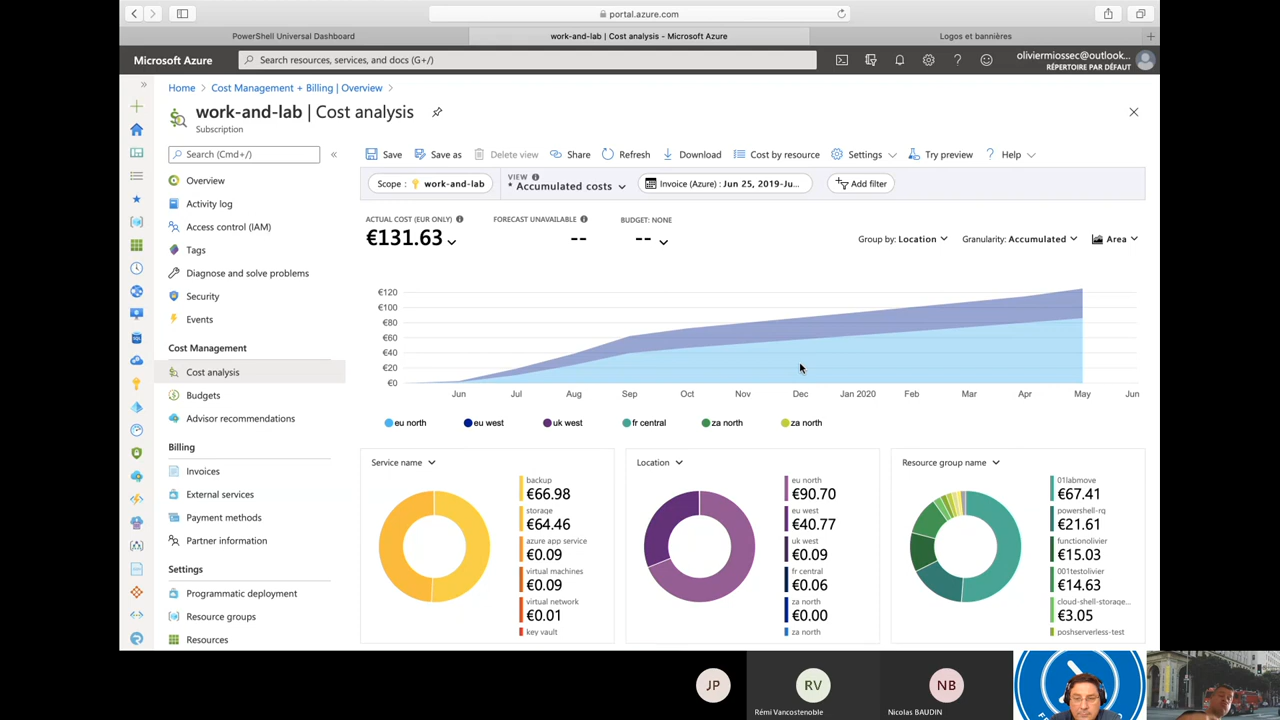 portal.azure.com
PowerShell Universal Dashboard
work-and-lab | Cost analysis - Microsoft Azure
Logos et bannières
Microsoft Azure
Search resources, services, and docs (G+/)
oliviermiossec@outlook...
RÉPERTOIRE PAR DÉFAUT
Home > Cost Management + Billing | Overview >
work-and-lab | Cost analysis
Subscription
Search (Cmd+/)
Overview
Activity log
Access control (IAM)
Tags
Diagnose and solve problems
Security
Events
Cost Management
Cost analysis
Budgets
Advisor recommendations
Billing
Invoices
External services
Payment methods
Partner information
Settings
Programmatic deployment
Resource groups
Resources
Save
Save as
Delete view
Share
Refresh
Download
Cost by resource
Settings
Try preview
Help
Scope : work-and-lab
VIEW
* Accumulated costs
Invoice (Azure) : Jun 25, 2019-Ju...
Add filter
ACTUAL COST (EUR ONLY)
€131.63
FORECAST UNAVAILABLE
--
BUDGET: NONE
--
Group by: Location
Granularity: Accumulated
Area
€120
€100
€80
€60
€40
€20
€0
Jun Jul Aug Sep Oct Nov Dec Jan 2020 Feb Mar Apr May Jun
eu north eu west uk west fr central za north za north
Service name
backup
€66.98
storage
€64.46
azure app service
€0.09
virtual machines
€0.09
virtual network
€0.01
key vault
Location
eu north
€90.70
eu west
€40.77
uk west
€0.09
fr central
€0.06
za north
€0.00
za north
Resource group name
01labmove
€67.41
powershell-rq
€21.61
functionolivier
€15.03
001testolivier
€14.63
cloud-shell-storage...
€3.05
poshserverless-test
JP
RV
Rémi Vancostenoble
NB
Nicolas BAUDIN